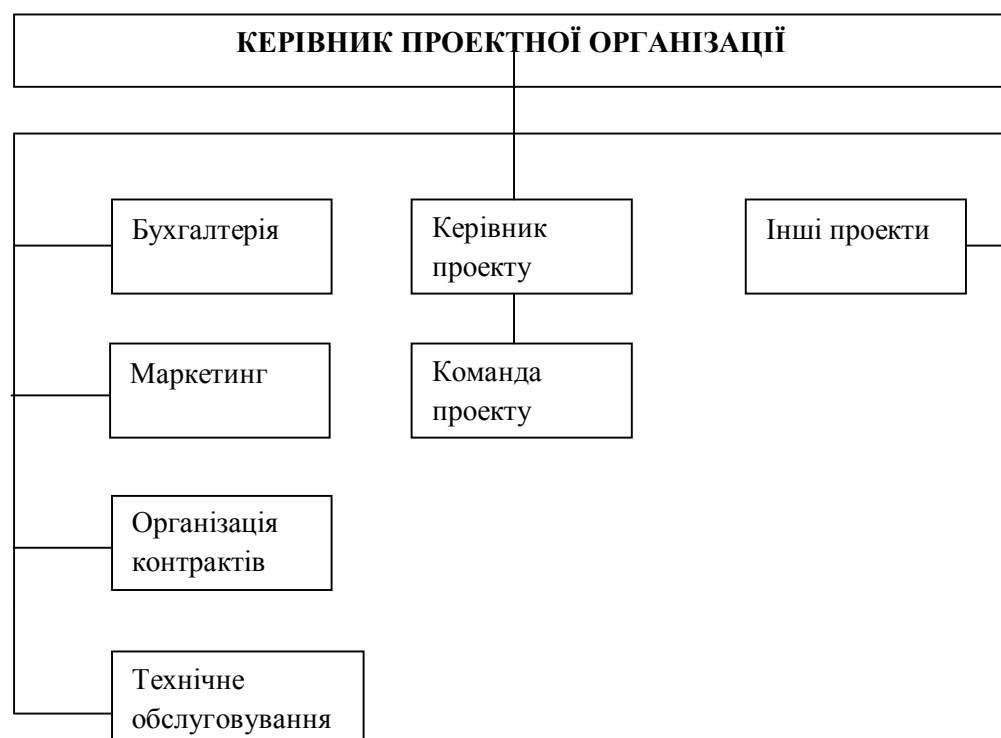 КЕРІВНИК ПРОЕКТНОЇ ОРГАНІЗАЦІЇ
Бухгалтерія
Керівник
проекту
Інші проекти
Маркетинг
Команда
проекту
Організація
контрактів
Технічне
обслуговування